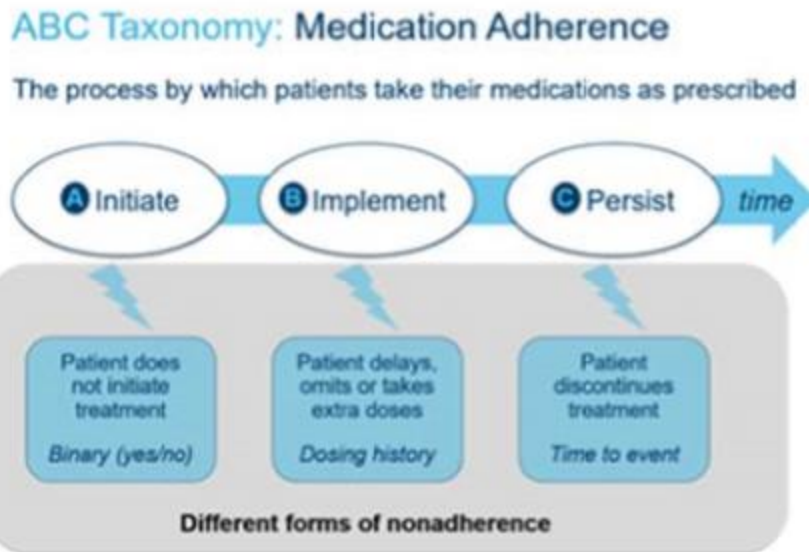 ABC Taxonomy: Medication Adherence
The process by which patients take their medications as prescribed
A Initiate
B Implement
C Persist
time
Patient does
not initiate
treatment
Binary (yes/no)
Patient delays,
omits or takes
extra doses
Dosing history
Patient
discontinues
treatment
Time to event
Different forms of nonadherence